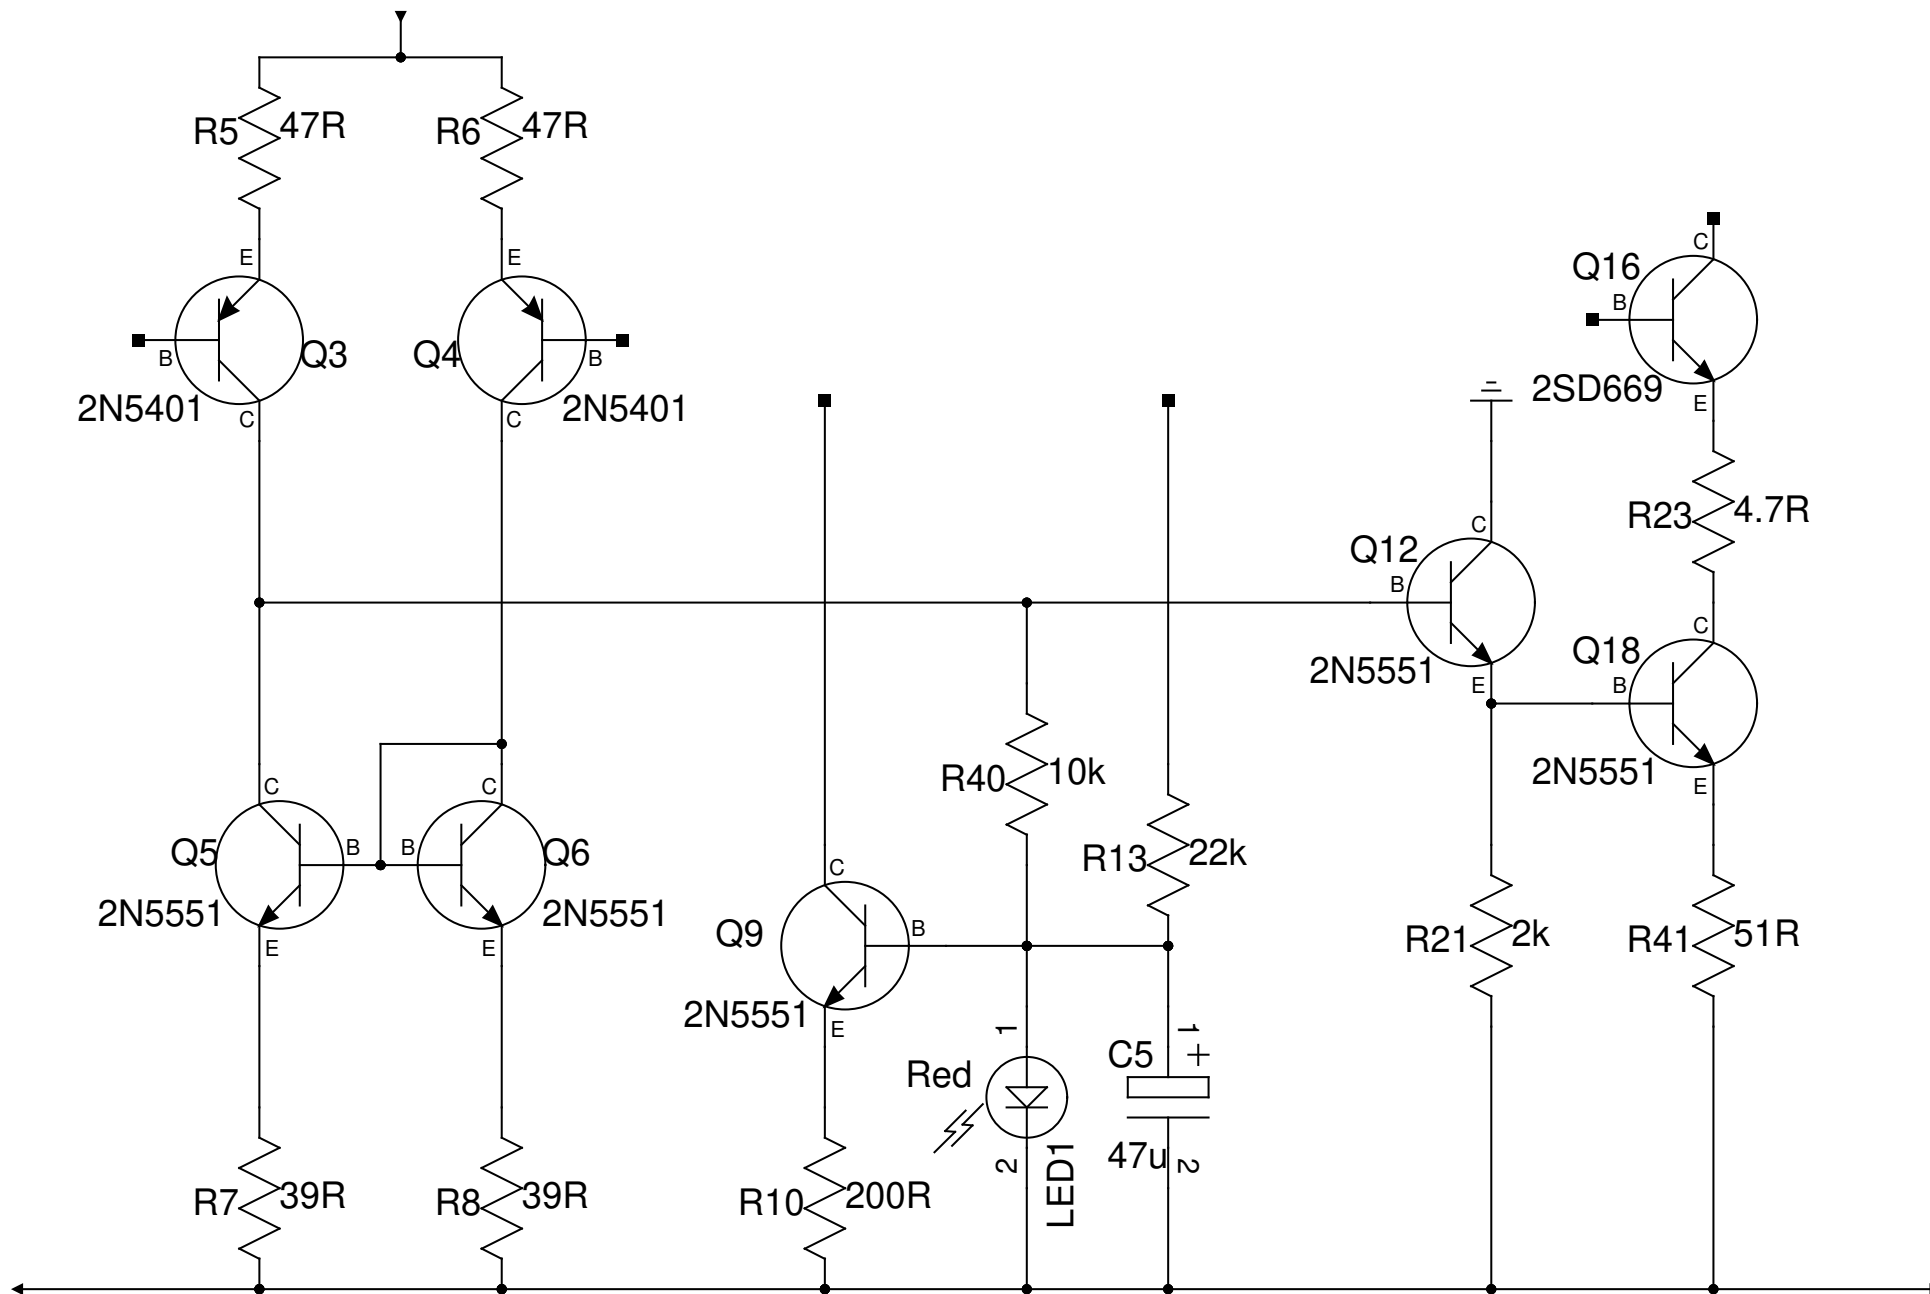 R5 47R
R6 47R
E
E
C
Q16
B
B
Q3
Q4
B
2N5401
C
C
2N5401
2SD669
E
Q12
C
B
R23 4.7R
2N5551
E
C
Q18
B
2N5551
E
R40 10k
R13 22k
C
C
Q5
B
B
Q6
2N5551
2N5551
E
E
C
Q9
B
2N5551
E
R21 2k
R41 51R
1
1
Red
C5 +
2
47u
2
LED1
R7 39R
R8 39R
R10 200R